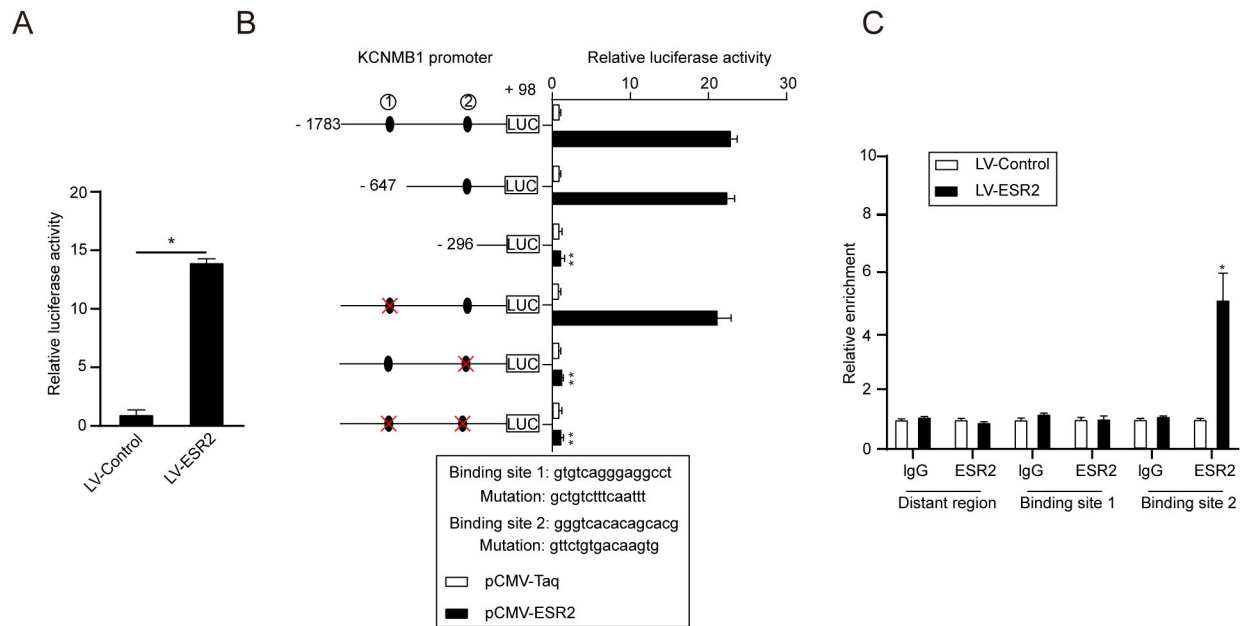 A
Relative luciferase activity
20
15
10
5
0
*
LV-Control
LV-ESR2
B
KCNMB1 promoter
Relative luciferase activity
0 10 20 30
+ 98
1 2
- 1783 LUC
- 647 LUC
- 296 LUC
**
LUC
LUC
**
LUC
**
Binding site 1: gtgtcagggaggcct
Mutation: gctgtctttcaattt
Binding site 2: gggtcacacagcacg
Mutation: gttctgtgacaagtg
pCMV-Taq
pCMV-ESR2
C
LV-Control
LV-ESR2
Relative enrichment
10
8
6
4
2
0
*
IgG ESR2 IgG ESR2 IgG ESR2
Distant region Binding site 1 Binding site 2